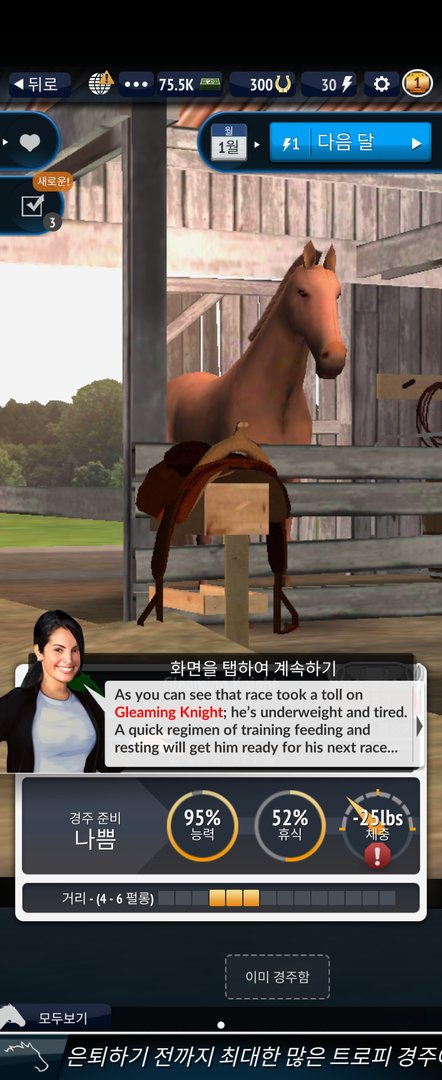 뒤로
75.5K
300
30
1
월
1월
1
다음 달
새로운!
3
화면을 탭하여 계속하기
As you can see that race took a toll on
Gleaming Knight; he's underweight and tired.
A quick regimen of training feeding and
resting will get him ready for his next race...
경주 준비
나쁨
95%
능력
52%
휴식
-25lbs
체중
거리 - (4 - 6 펄롱)
이미 경주함
모두보기
은퇴하기 전까지 최대한 많은 트로피 경주에